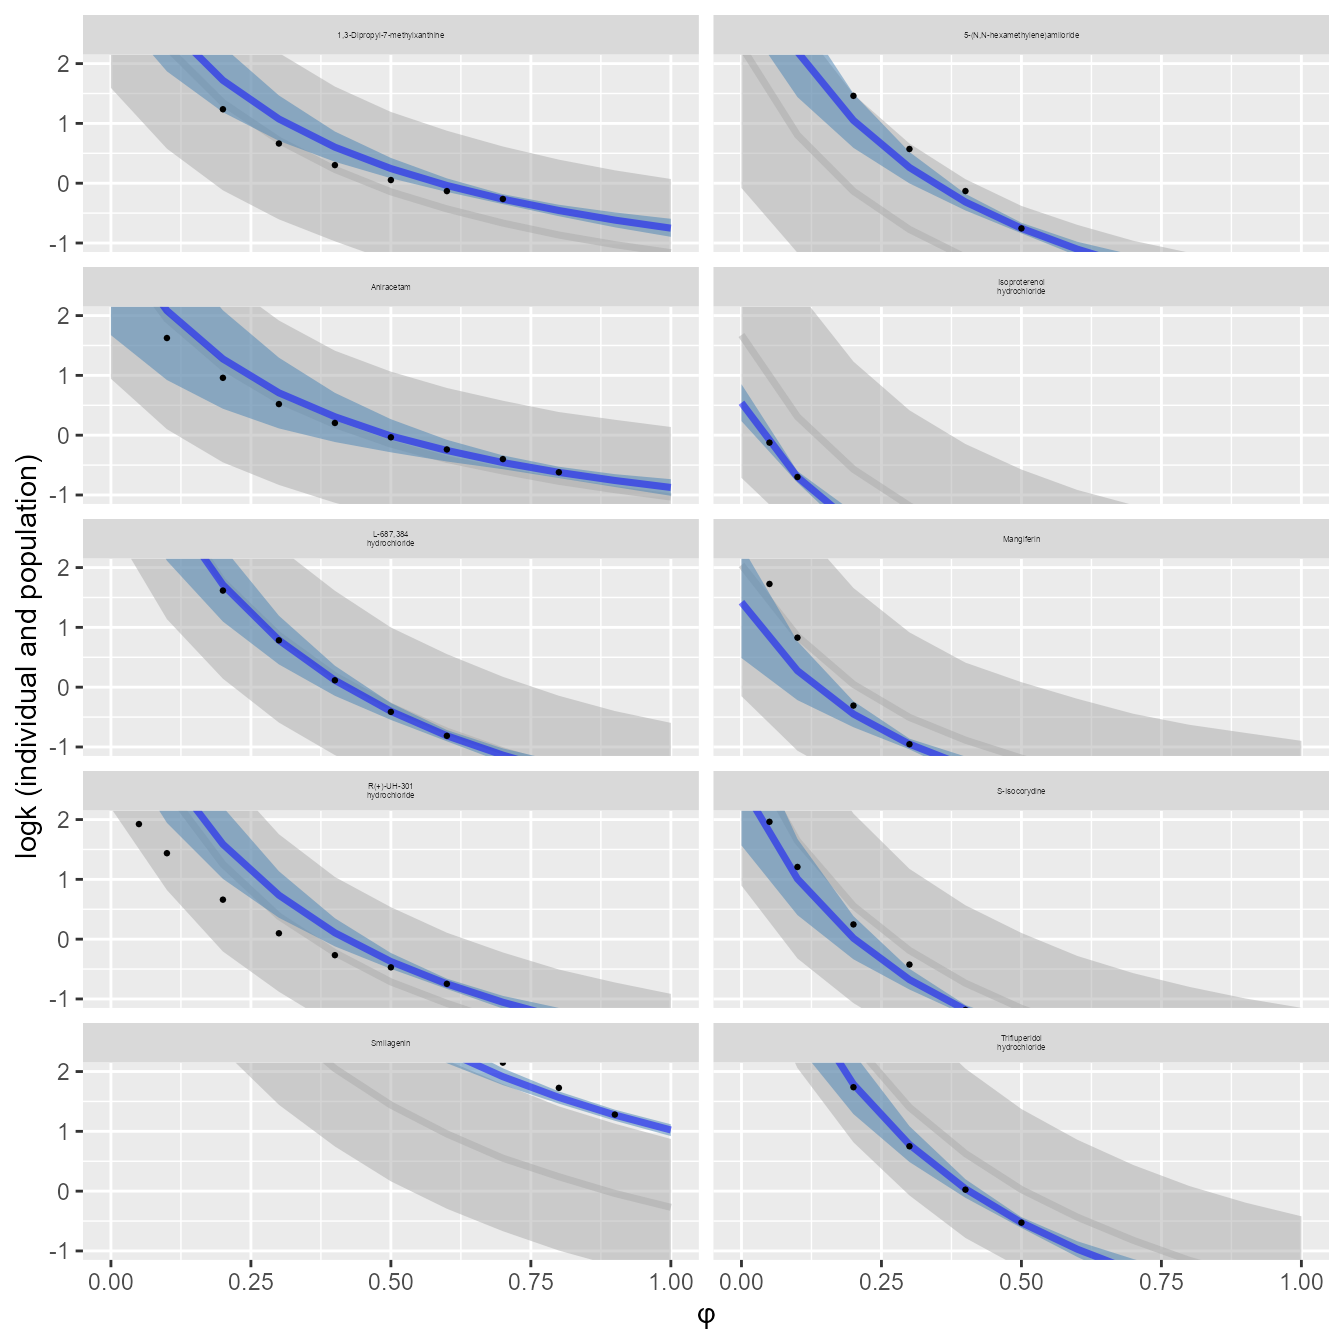 1,3-Dipropyl-7-methylxanthine
5-(N,N-hexamethylene)amiloride
2
1
0
-1
Aniracetam
Isoproterenol
hydrochloride
2
1
0
-1
L-687,384
hydrochloride
Mangiferin
2
1
0
-1
R(+)-UH-301
hydrochloride
S-Isocorydine
2
1
0
-1
Smilagenin
Trifluperidol
hydrochloride
2
1
0
-1
0.00 0.25 0.50 0.75 1.00
0.00 0.25 0.50 0.75 1.00
logk (individual and population)
φ